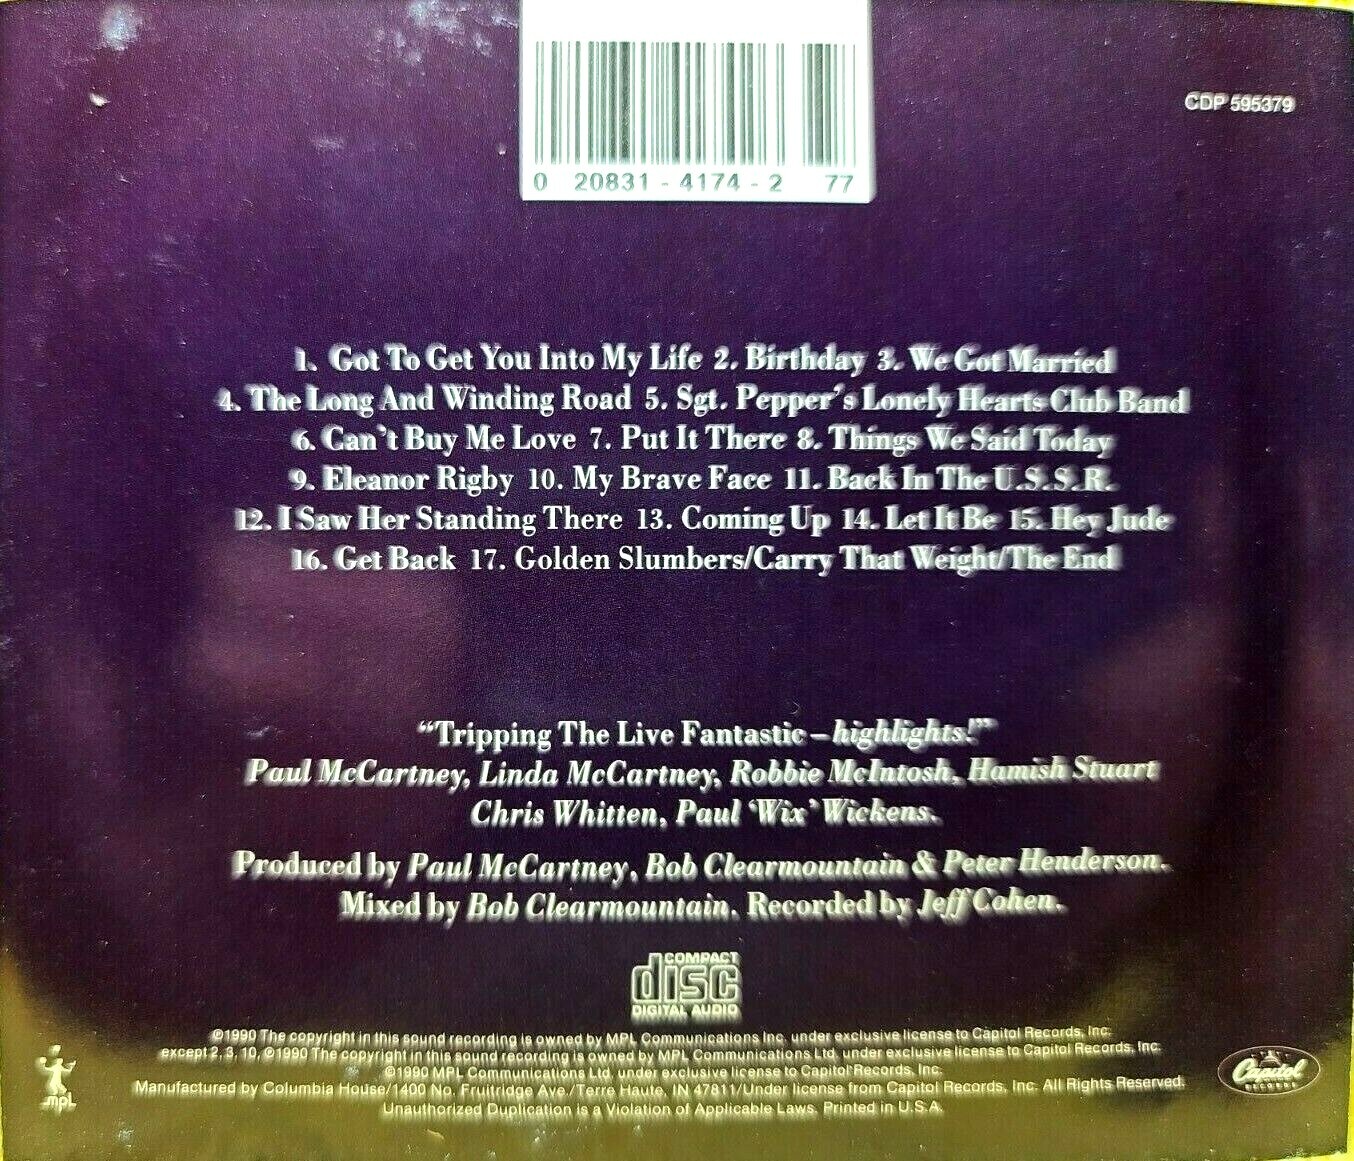 0 20831 - 4174 - 2 77
CDP 595379
1. Got To Get You Into My Life 2. Birthday 3. We Got Married
4. The Long And Winding Road 5. Sgt. Pepper's Lonely Hearts Club Band
6. Can't Buy Me Love 7. Put It There 8. Things We Said Today
9. Eleanor Rigby 10. My Brave Face 11. Back In The U.S.S.R.
12. I Saw Her Standing There 13. Coming Up 14. Let It Be 15. Hey Jude
16. Get Back 17. Golden Slumbers/Carry That Weight/The End
“Tripping The Live Fantastic – highlights!”
Paul McCartney, Linda McCartney, Robbie McIntosh, Hamish Stuart
Chris Whitten, Paul ‘Wix’ Wickens.
Produced by Paul McCartney, Bob Clearmountain & Peter Henderson.
Mixed by Bob Clearmountain. Recorded by Jeff Cohen.
COMPACT
disc
DIGITAL AUDIO
℗1990 The copyright in this sound recording is owned by MPL Communications Inc. under exclusive license to Capitol Records, Inc.
except 2, 3, 10, ℗1990 The copyright in this sound recording is owned by MPL Communications Ltd. under exclusive license to Capitol Records, Inc.
©1990 MPL Communications Ltd. under exclusive license to Capitol Records, Inc.
Manufactured by Columbia House/1400 No. Fruitridge Ave./Terre Haute, IN 47811/Under license from Capitol Records, Inc. All Rights Reserved.
Unauthorized Duplication is a Violation of Applicable Laws. Printed in U.S.A.
mpl
Capitol
RECORDS